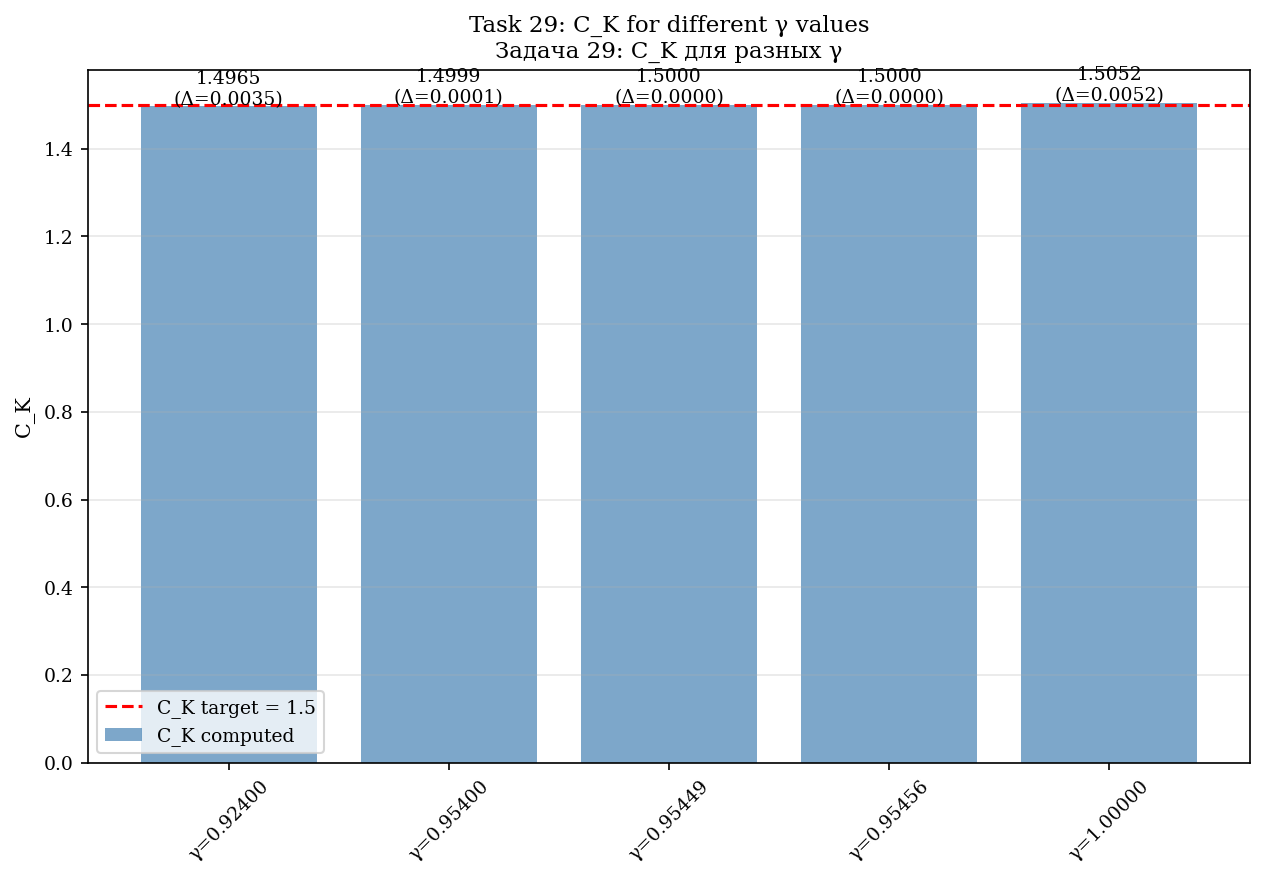 Task 29: C_K for different γ values
Задача 29: C_K для разных γ
1.4965
(Δ=0.0035)
1.4999
(Δ=0.0001)
1.5000
(Δ=0.0000)
1.5000
(Δ=0.0000)
1.5052
(Δ=0.0052)
C_K
1.4
1.2
1.0
0.8
0.6
0.4
0.2
0.0
C_K target = 1.5
C_K computed
γ=0.92400
γ=0.95400
γ=0.95449
γ=0.95456
γ=1.00000